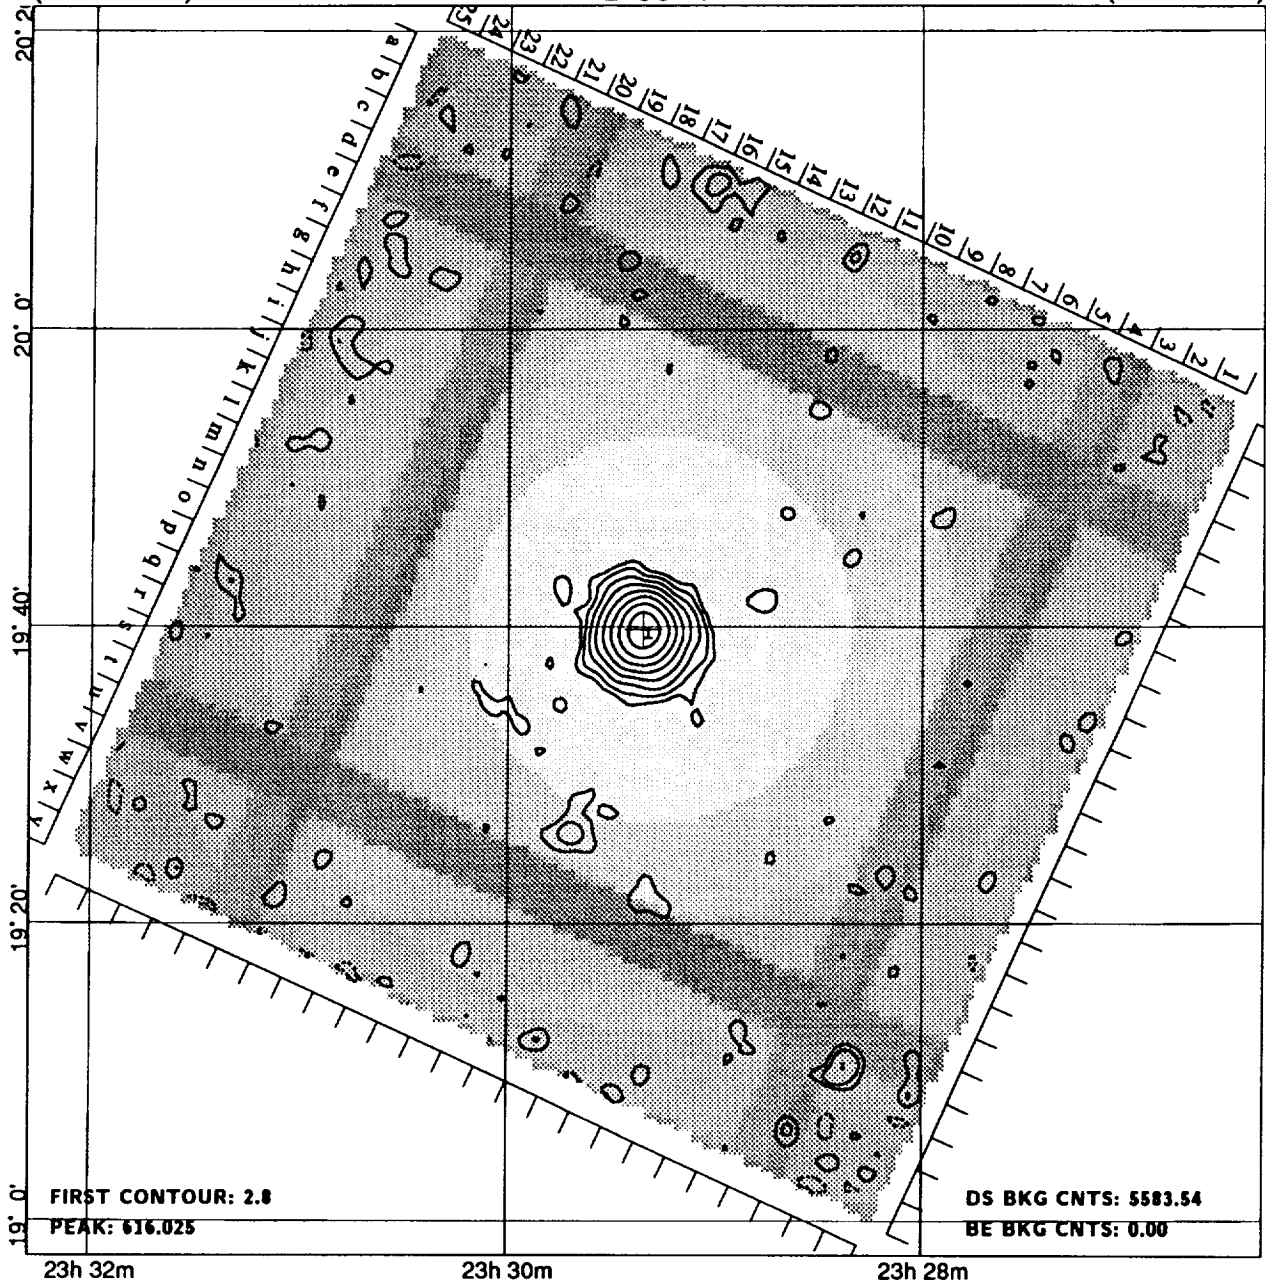 25 24 23 22 21 20 19 18 17 16 15 14 13 12 11 10 9 8 7 6 5 4 3 2 1
a b c d e f g h i j k l m n o p q r s t u v w x y
20° 0'
19° 40'
1
19° 20'
19° 0'
FIRST CONTOUR: 2.8
PEAK: 616.025
DS BKG CNTS: 5583.54
BE BKG CNTS: 0.00
23h 32m
23h 30m
23h 28m